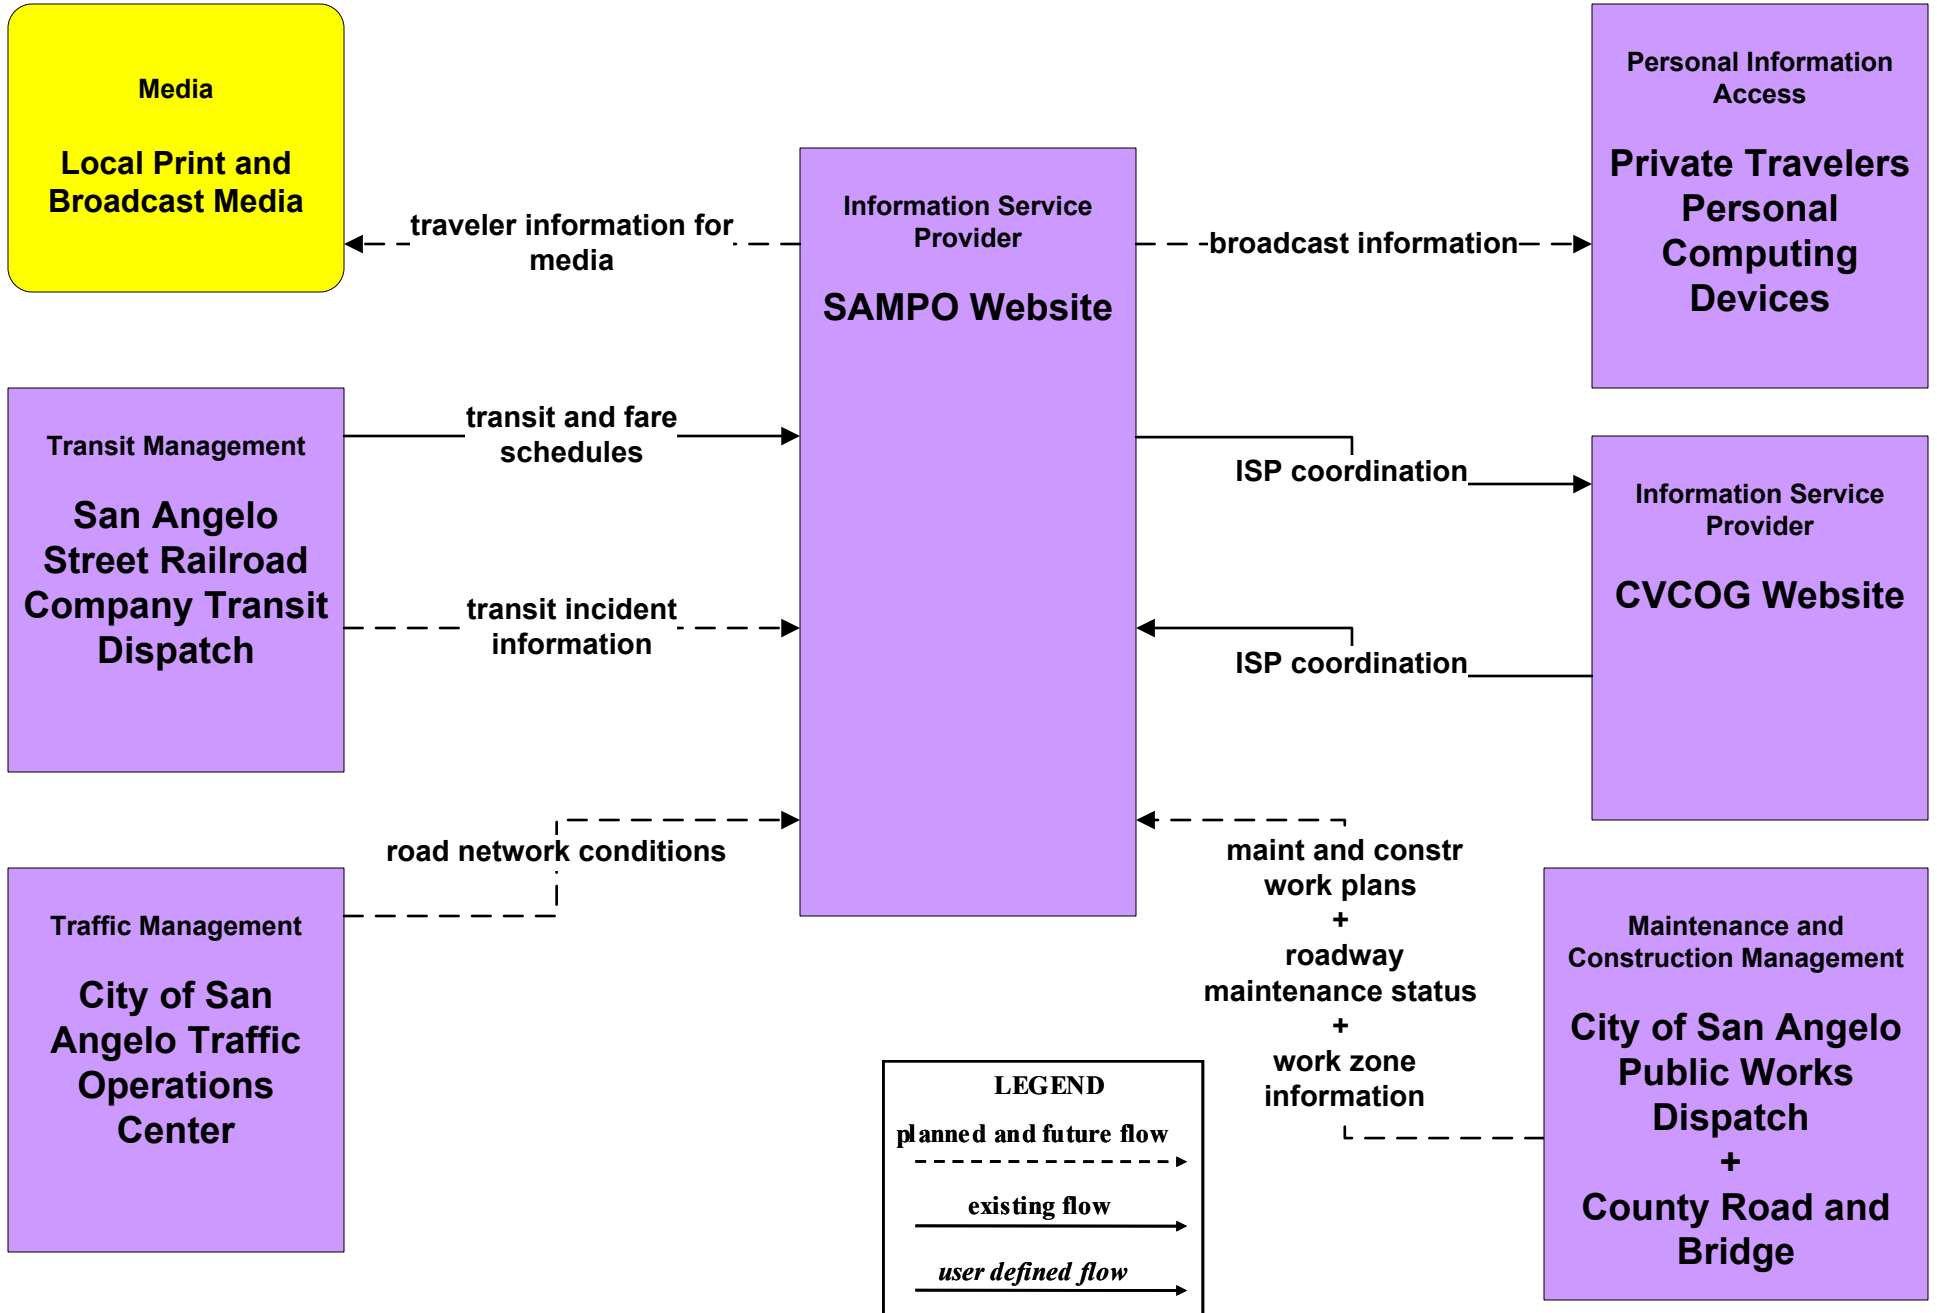 Media
Local Print and
Broadcast Media
traveler information for
media
Information Service
Provider
SAMPO Website
broadcast information
Personal Information
Access
Private Travelers
Personal
Computing
Devices
Transit Management
San Angelo
Street Railroad
Company Transit
Dispatch
transit and fare
schedules
transit incident
information
ISP coordination
ISP coordination
Information Service
Provider
CVCOG Website
Traffic Management
City of San
Angelo Traffic
Operations
Center
road network conditions
maint and constr
work plans
+
roadway
maintenance status
+
work zone
information
Maintenance and
Construction Management
City of San Angelo
Public Works
Dispatch
+
County Road and
Bridge
LEGEND
planned and future flow
existing flow
user defined flow